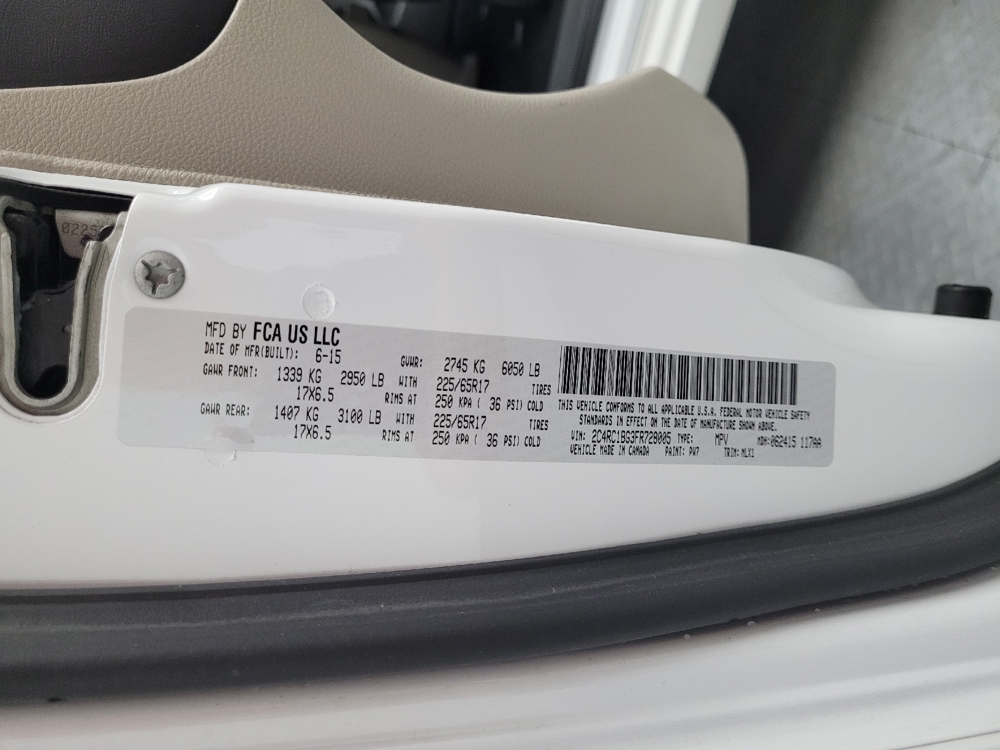 MFD BY FCA US LLC
DATE OF MFR(BUILT): 6-15 GVWR: 2745 KG 6050 LB
GAWR FRONT: 1339 KG 2950 LB WITH 225/65R17 TIRES
17X6.5 RIMS AT 250 KPA ( 36 PSI) COLD
GAWR REAR: 1407 KG 3100 LB WITH 225/65R17 TIRES
17X6.5 RIMS AT 250 KPA ( 36 PSI) COLD
THIS VEHICLE CONFORMS TO ALL APPLICABLE U.S.A. FEDERAL MOTOR VEHICLE SAFETY
STANDARDS IN EFFECT ON THE DATE OF MANUFACTURE SHOWN ABOVE.
VIN: 2C4RC1BG3FR728005 TYPE: MPV MDH:062415 117AA
VEHICLE MADE IN CANADA PAINT: PW7 TRIM: MLX1